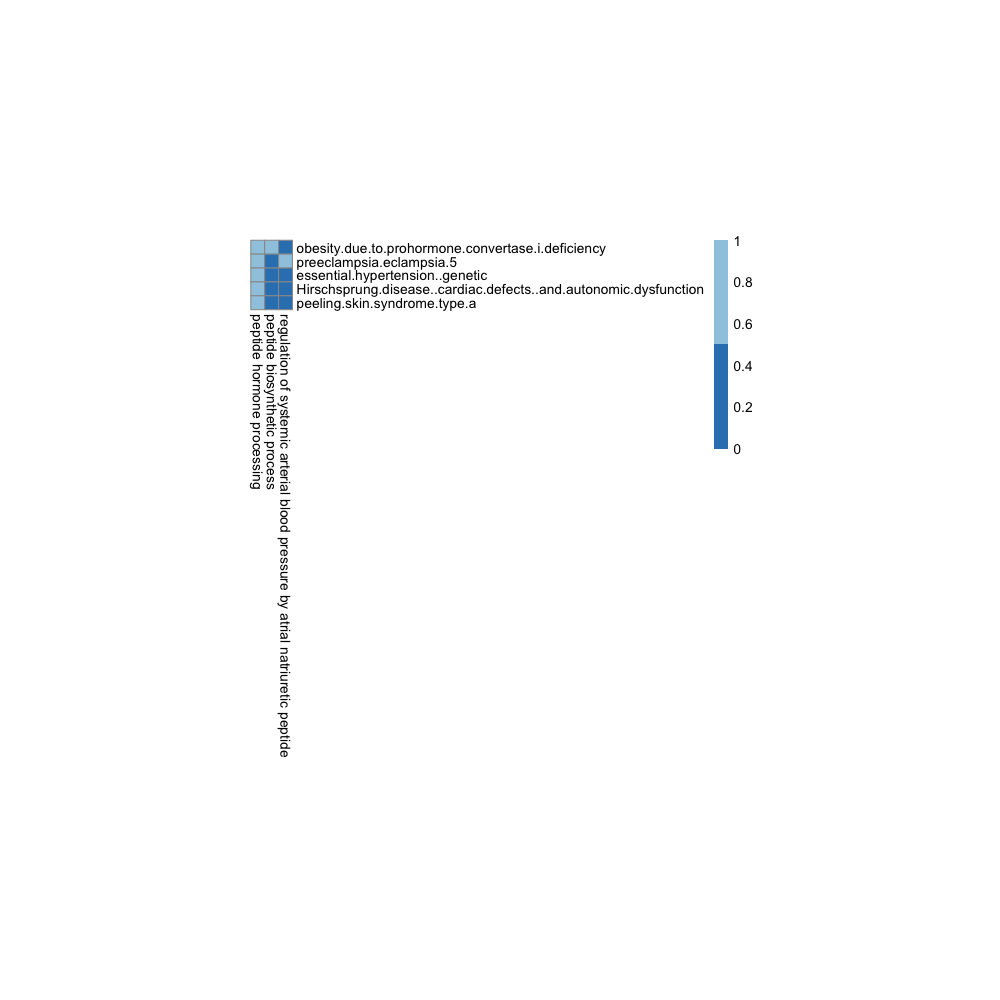 obesity.due.to.prohormone.convertase.i.deficiency
preeclampsia.eclampsia.5
essential.hypertension..genetic
Hirschsprung.disease..cardiac.defects..and.autonomic.dysfunction
peeling.skin.syndrome.type.a
peptide hormone processing
peptide biosynthetic process
regulation of systemic arterial blood pressure by atrial natriuretic peptide
1
0.8
0.6
0.4
0.2
0